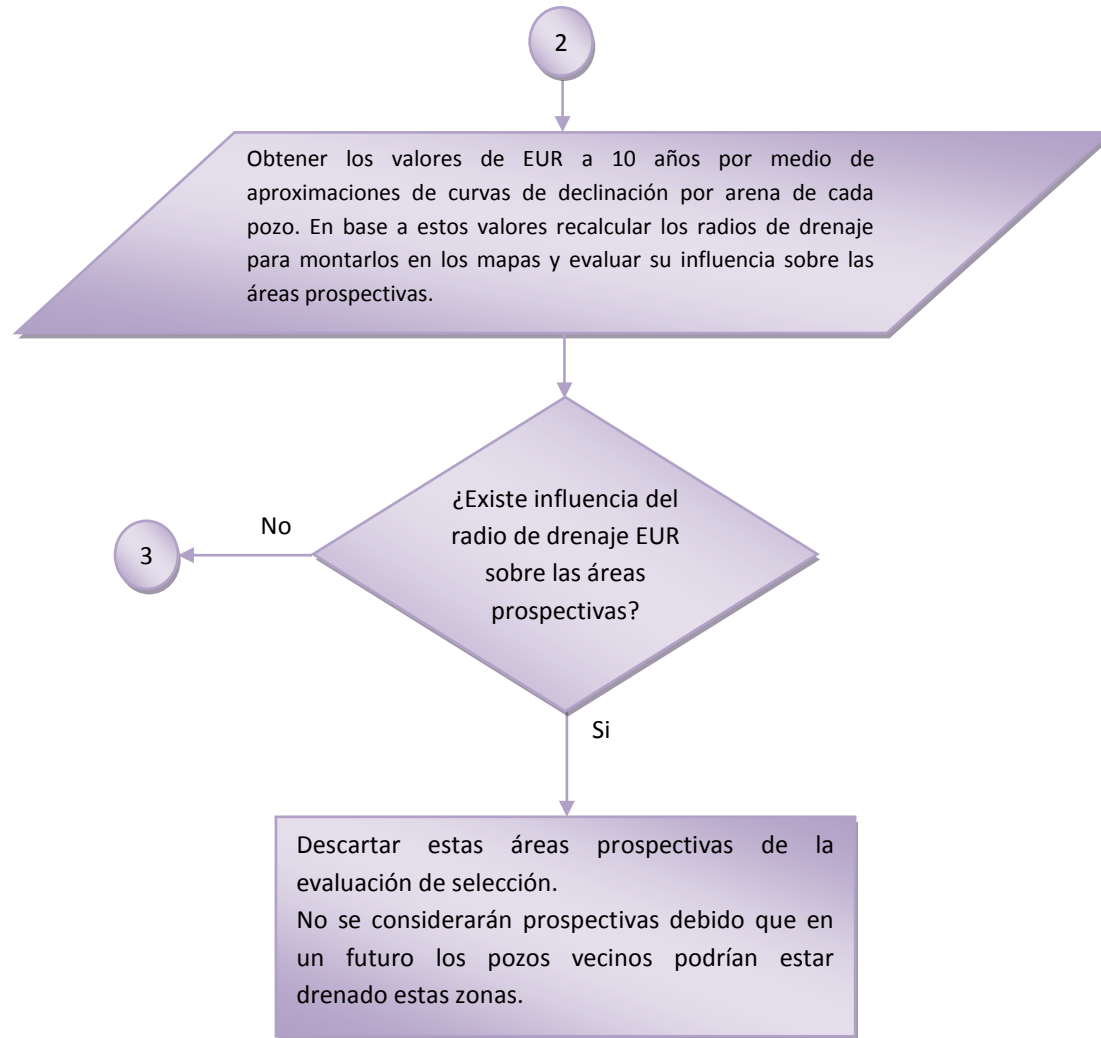 2
Obtener los valores de EUR a 10 años por medio de
aproximaciones de curvas de declinación por arena de cada
pozo. En base a estos valores recalcular los radios de drenaje
para montarlos en los mapas y evaluar su influencia sobre las
áreas prospectivas.
¿Existe influencia del
radio de drenaje EUR
sobre las áreas
prospectivas?
No
3
Si
Descartar estas áreas prospectivas de la
evaluación de selección.
No se considerarán prospectivas debido que en
un futuro los pozos vecinos podrían estar
drenado estas zonas.